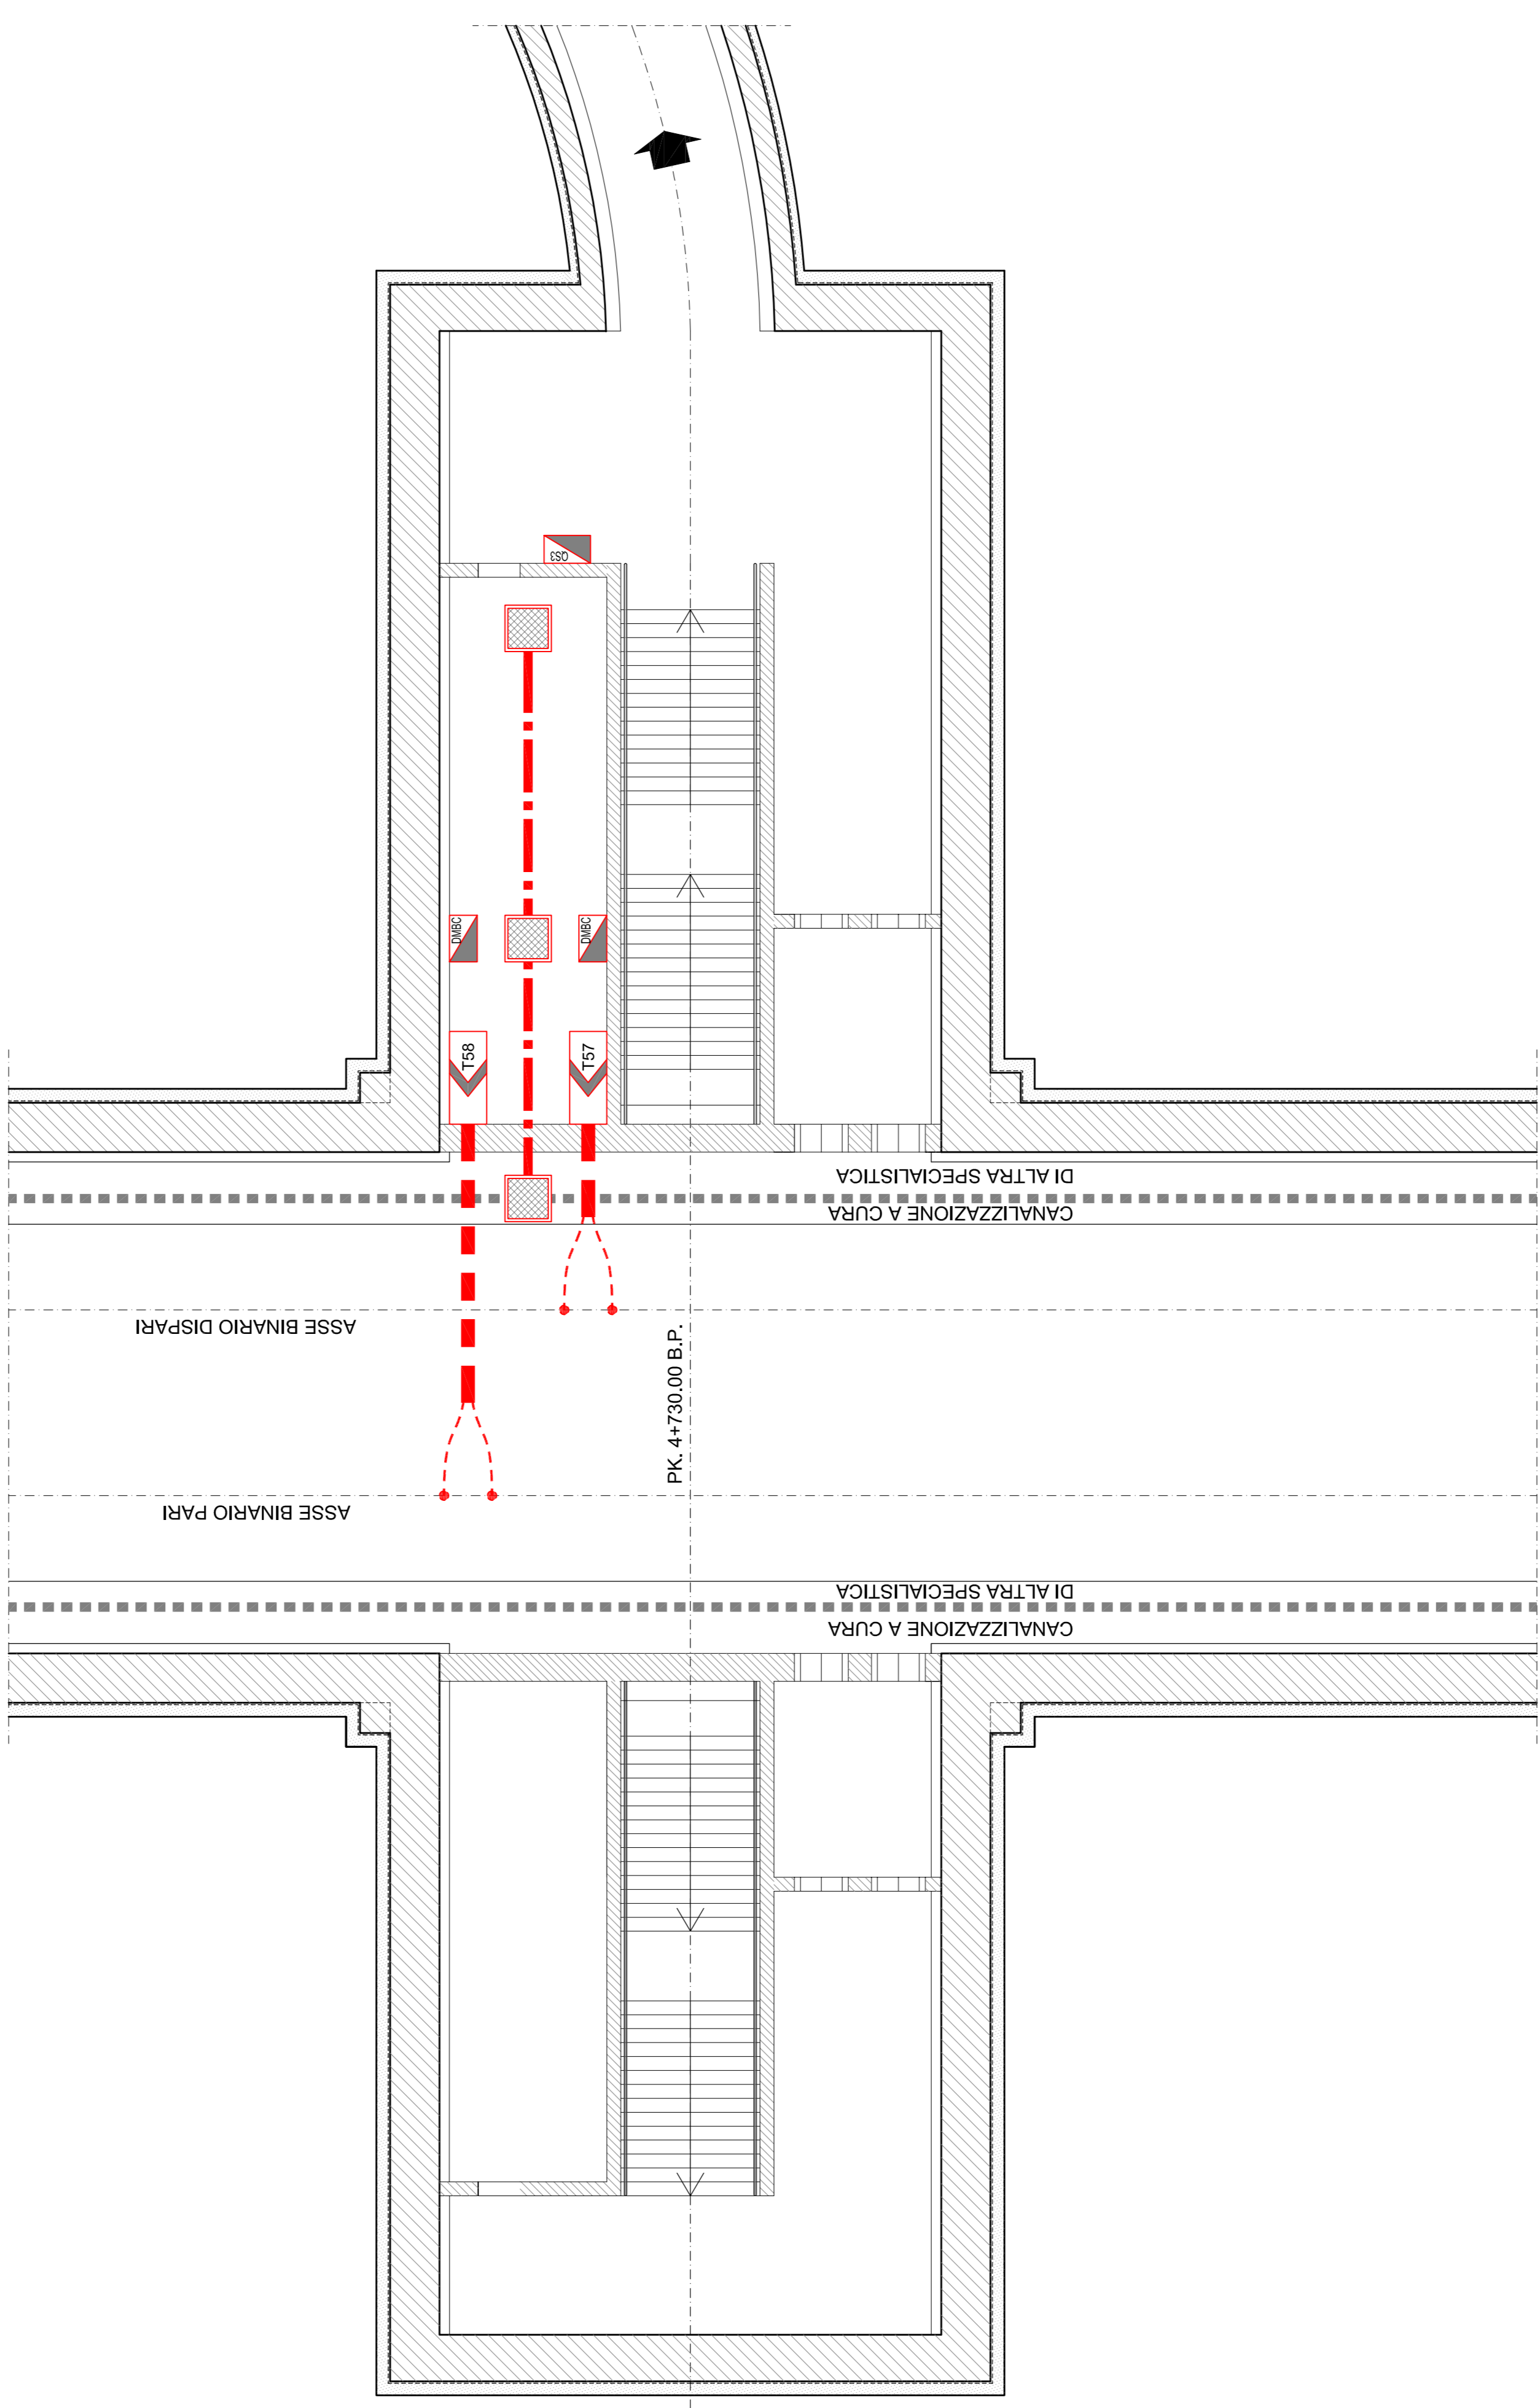 QS3
DMBC
DMBC
T58
T57
DI ALTRA SPECIALISTICA
CANALIZZAZIONE A CURA
ASSE BINARIO DISPARI
PK. 4+730.00 B.P.
ASSE BINARIO PARI
DI ALTRA SPECIALISTICA
CANALIZZAZIONE A CURA